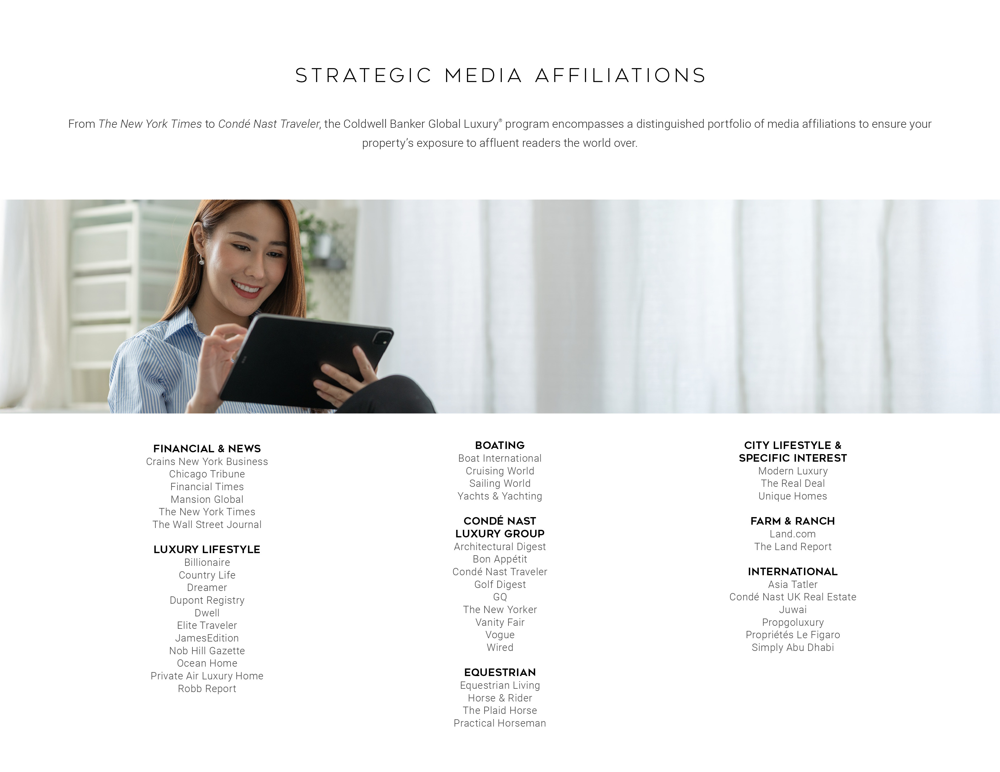 STRATEGIC MEDIA AFFILIATIONS
From The New York Times to Condé Nast Traveler, the Coldwell Banker Global Luxury® program encompasses a distinguished portfolio of media affiliations to ensure your
property’s exposure to affluent readers the world over.
FINANCIAL & NEWS
Crains New York Business
Chicago Tribune
Financial Times
Mansion Global
The New York Times
The Wall Street Journal
LUXURY LIFESTYLE
Billionaire
Country Life
Dreamer
Dupont Registry
Dwell
Elite Traveler
JamesEdition
Nob Hill Gazette
Ocean Home
Private Air Luxury Home
Robb Report
BOATING
Boat International
Cruising World
Sailing World
Yachts & Yachting
CONDÉ NAST
LUXURY GROUP
Architectural Digest
Bon Appétit
Condé Nast Traveler
Golf Digest
GQ
The New Yorker
Vanity Fair
Vogue
Wired
EQUESTRIAN
Equestrian Living
Horse & Rider
The Plaid Horse
Practical Horseman
CITY LIFESTYLE &
SPECIFIC INTEREST
Modern Luxury
The Real Deal
Unique Homes
FARM & RANCH
Land.com
The Land Report
INTERNATIONAL
Asia Tatler
Condé Nast UK Real Estate
Juwai
Propgoluxury
Propriétés Le Figaro
Simply Abu Dhabi